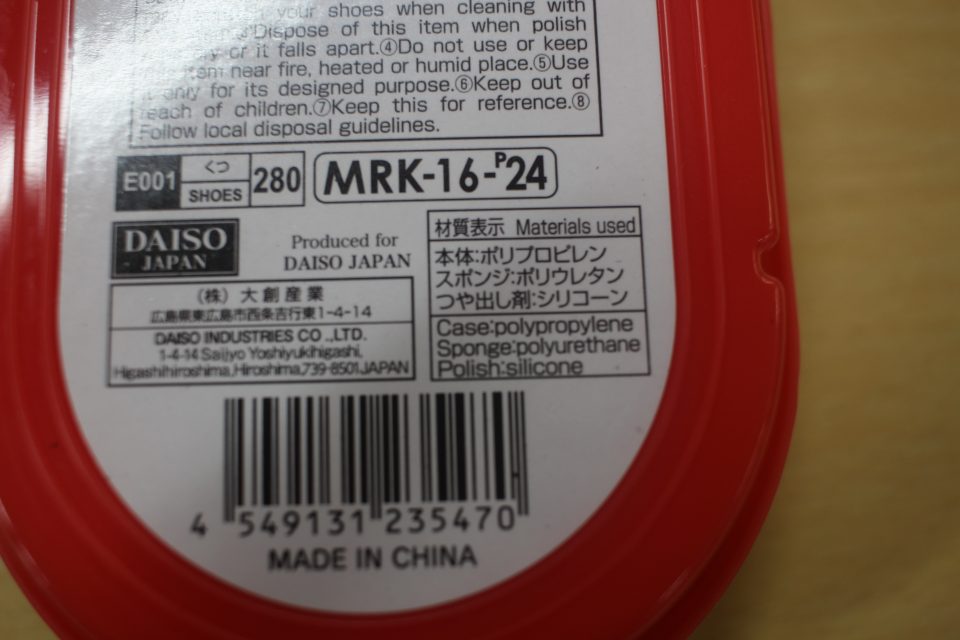 your shoes when cleaning with
Dispose of this item when polish
or it falls apart.④Do not use or keep
item near fire, heated or humid place.⑤Use
it only for its designed purpose.⑥Keep out of
reach of children.⑦Keep this for reference.⑧
Follow local disposal guidelines.
E001 くつ SHOES 280 MRK-16-P24
DAISO
JAPAN
Produced for
DAISO JAPAN
(株) 大創産業
広島県東広島市西条吉行東1-4-14
DAISO INDUSTRIES CO.,LTD.
1-4-14 Saijyo Yoshiyukihigashi,
Higashihiroshima,Hiroshima,739-8501JAPAN
材質表示 Materials used
本体:ポリプロピレン
スポンジ:ポリウレタン
つや出し剤:シリコーン
Case:polypropylene
Sponge:polyurethane
Polish:silicone
4 549131 235470
MADE IN CHINA